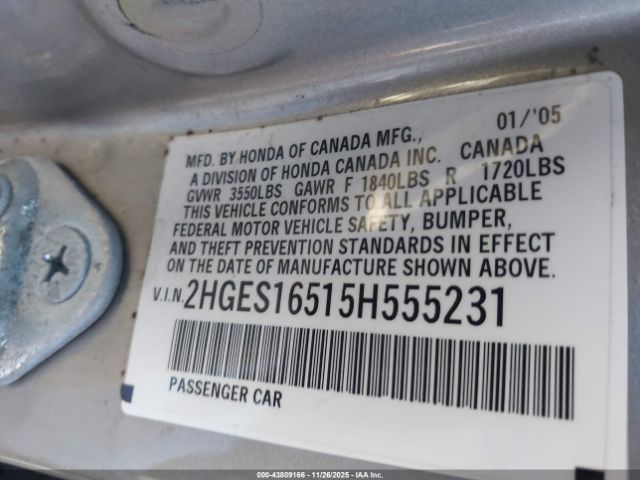 01/'05
MFD. BY HONDA OF CANADA MFG.,
A DIVISION OF HONDA CANADA INC. CANADA
GVWR 3550LBS GAWR F 1840LBS R 1720LBS
THIS VEHICLE CONFORMS TO ALL APPLICABLE
FEDERAL MOTOR VEHICLE SAFETY, BUMPER,
AND THEFT PREVENTION STANDARDS IN EFFECT
ON THE DATE OF MANUFACTURE SHOWN ABOVE.
V.I.N. 2HGES16515H555231
PASSENGER CAR
000-43809166 - 11/26/2025 - IAA Inc.